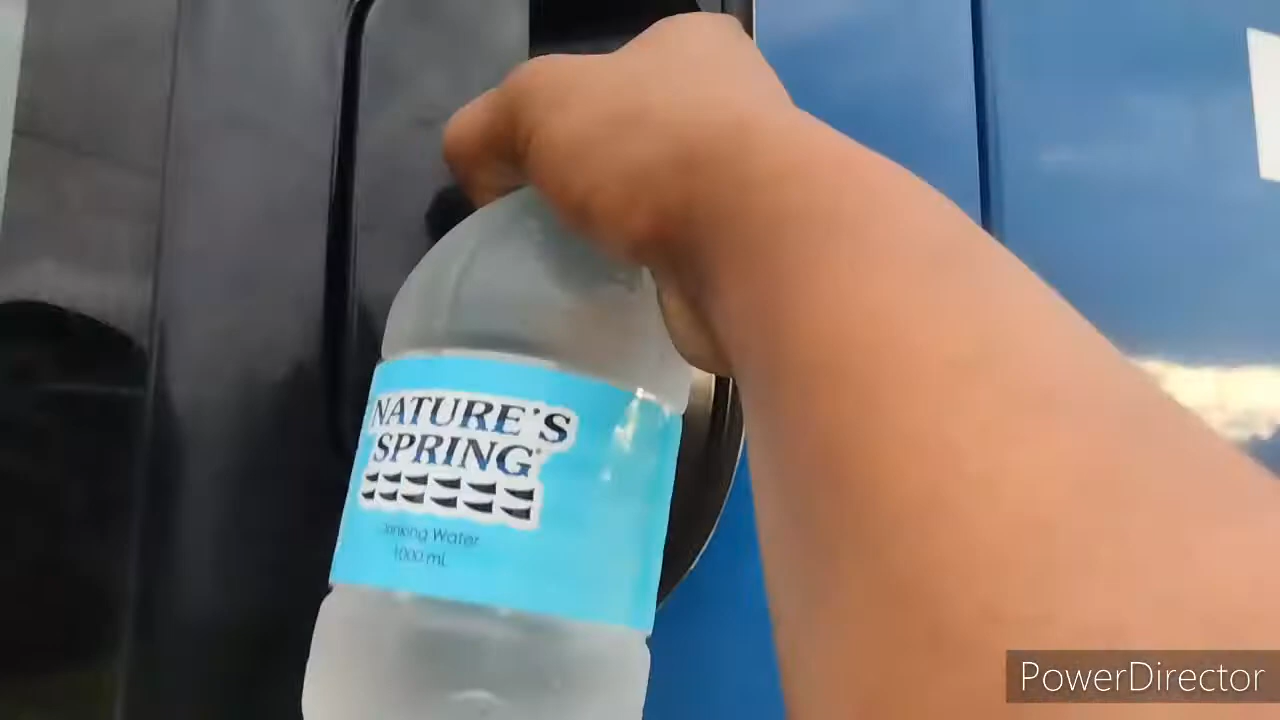 NATURE'S
SPRING®
Drinking Water
1000 mL
PowerDirector